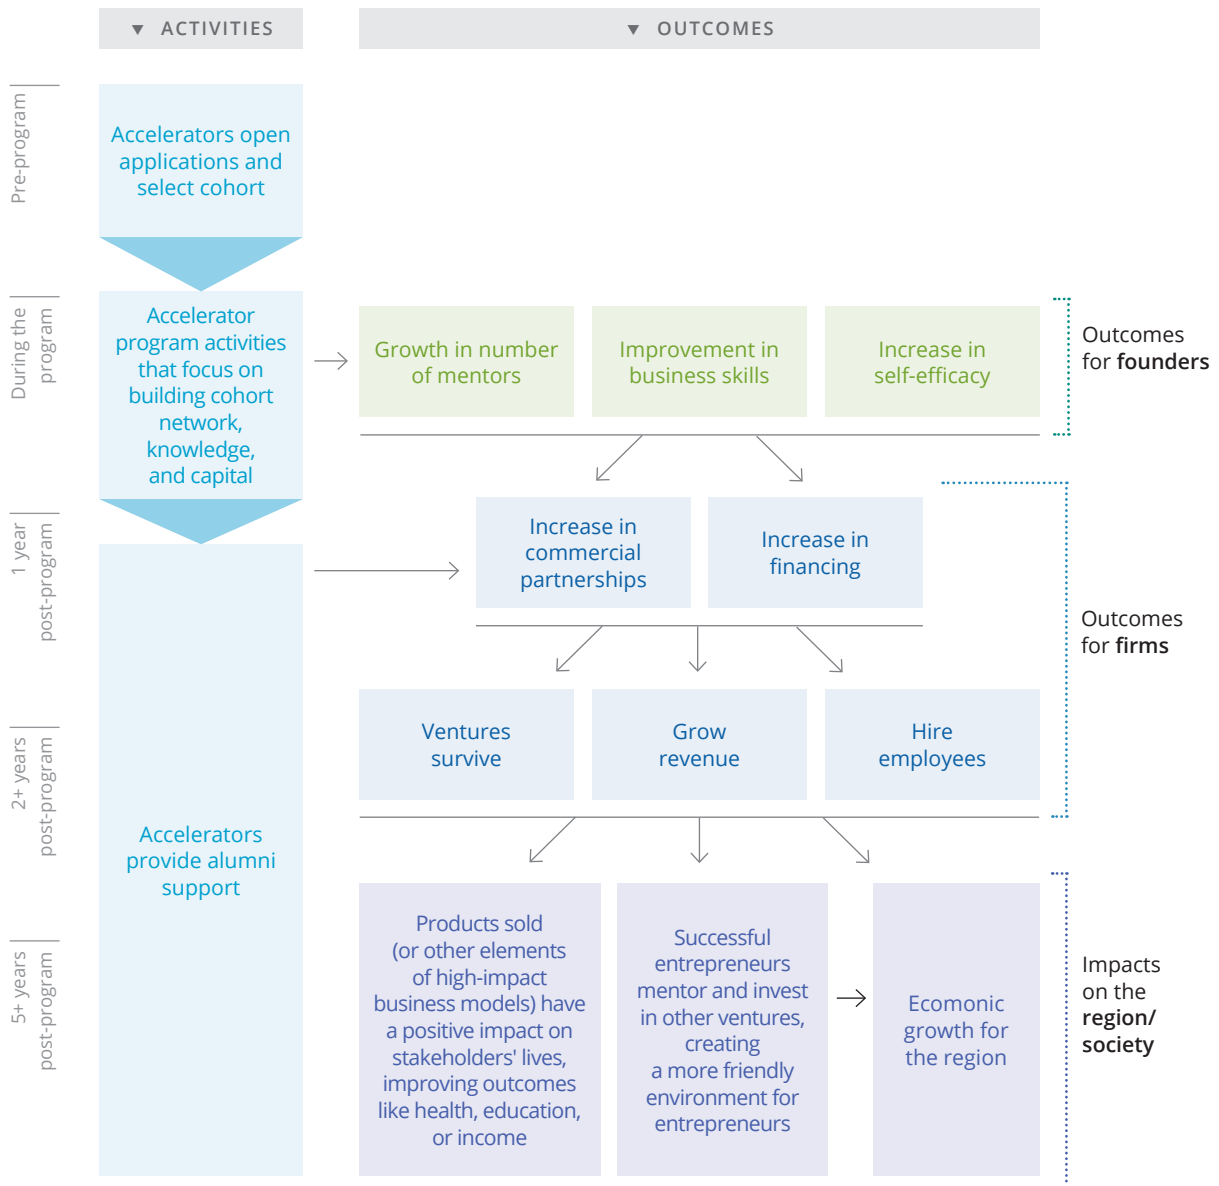 ▼ ACTIVITIES
▼ OUTCOMES
Pre-program
Accelerators open
applications and
select cohort
During the
program
Accelerator
program activities
that focus on
building cohort
network,
knowledge,
and capital
Growth in number
of mentors
Improvement in
business skills
Increase in
self-efficacy
Outcomes
for founders
1 year
post-program
Increase in
commercial
partnerships
Increase in
financing
Outcomes
for firms
2+ years
post-program
Ventures
survive
Grow
revenue
Hire
employees
Accelerators
provide alumni
support
5+ years
post-program
Products sold
(or other elements
of high-impact
business models) have
a positive impact on
stakeholders' lives,
improving outcomes
like health, education,
or income
Successful
entrepreneurs
mentor and invest
in other ventures,
creating
a more friendly
environment for
entrepreneurs
Ecomonic
growth for
the region
Impacts
on the
region/
society